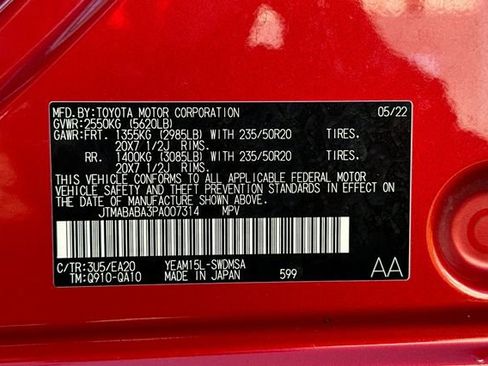 MFD.BY:TOYOTA MOTOR CORPORATION 05/22
GVWR:2550KG (5620LB)
GAWR:FRT. 1355KG (2985LB) WITH 235/50R20 TIRES.
20X7 1/2J RIMS.
RR. 1400KG (3085LB) WITH 235/50R20 TIRES.
20X7 1/2J RIMS.
THIS VEHICLE CONFORMS TO ALL APPLICABLE FEDERAL MOTOR
VEHICLE SAFETY AND THEFT PREVENTION STANDARDS IN EFFECT ON
THE DATE OF MANUFACTURE SHOWN ABOVE.
JTMABABA3PA007314 MPV
C/TR:3U5/EA20 YEAM15L-SWDMSA AA
TM:Q910-QA10 MADE IN JAPAN 599